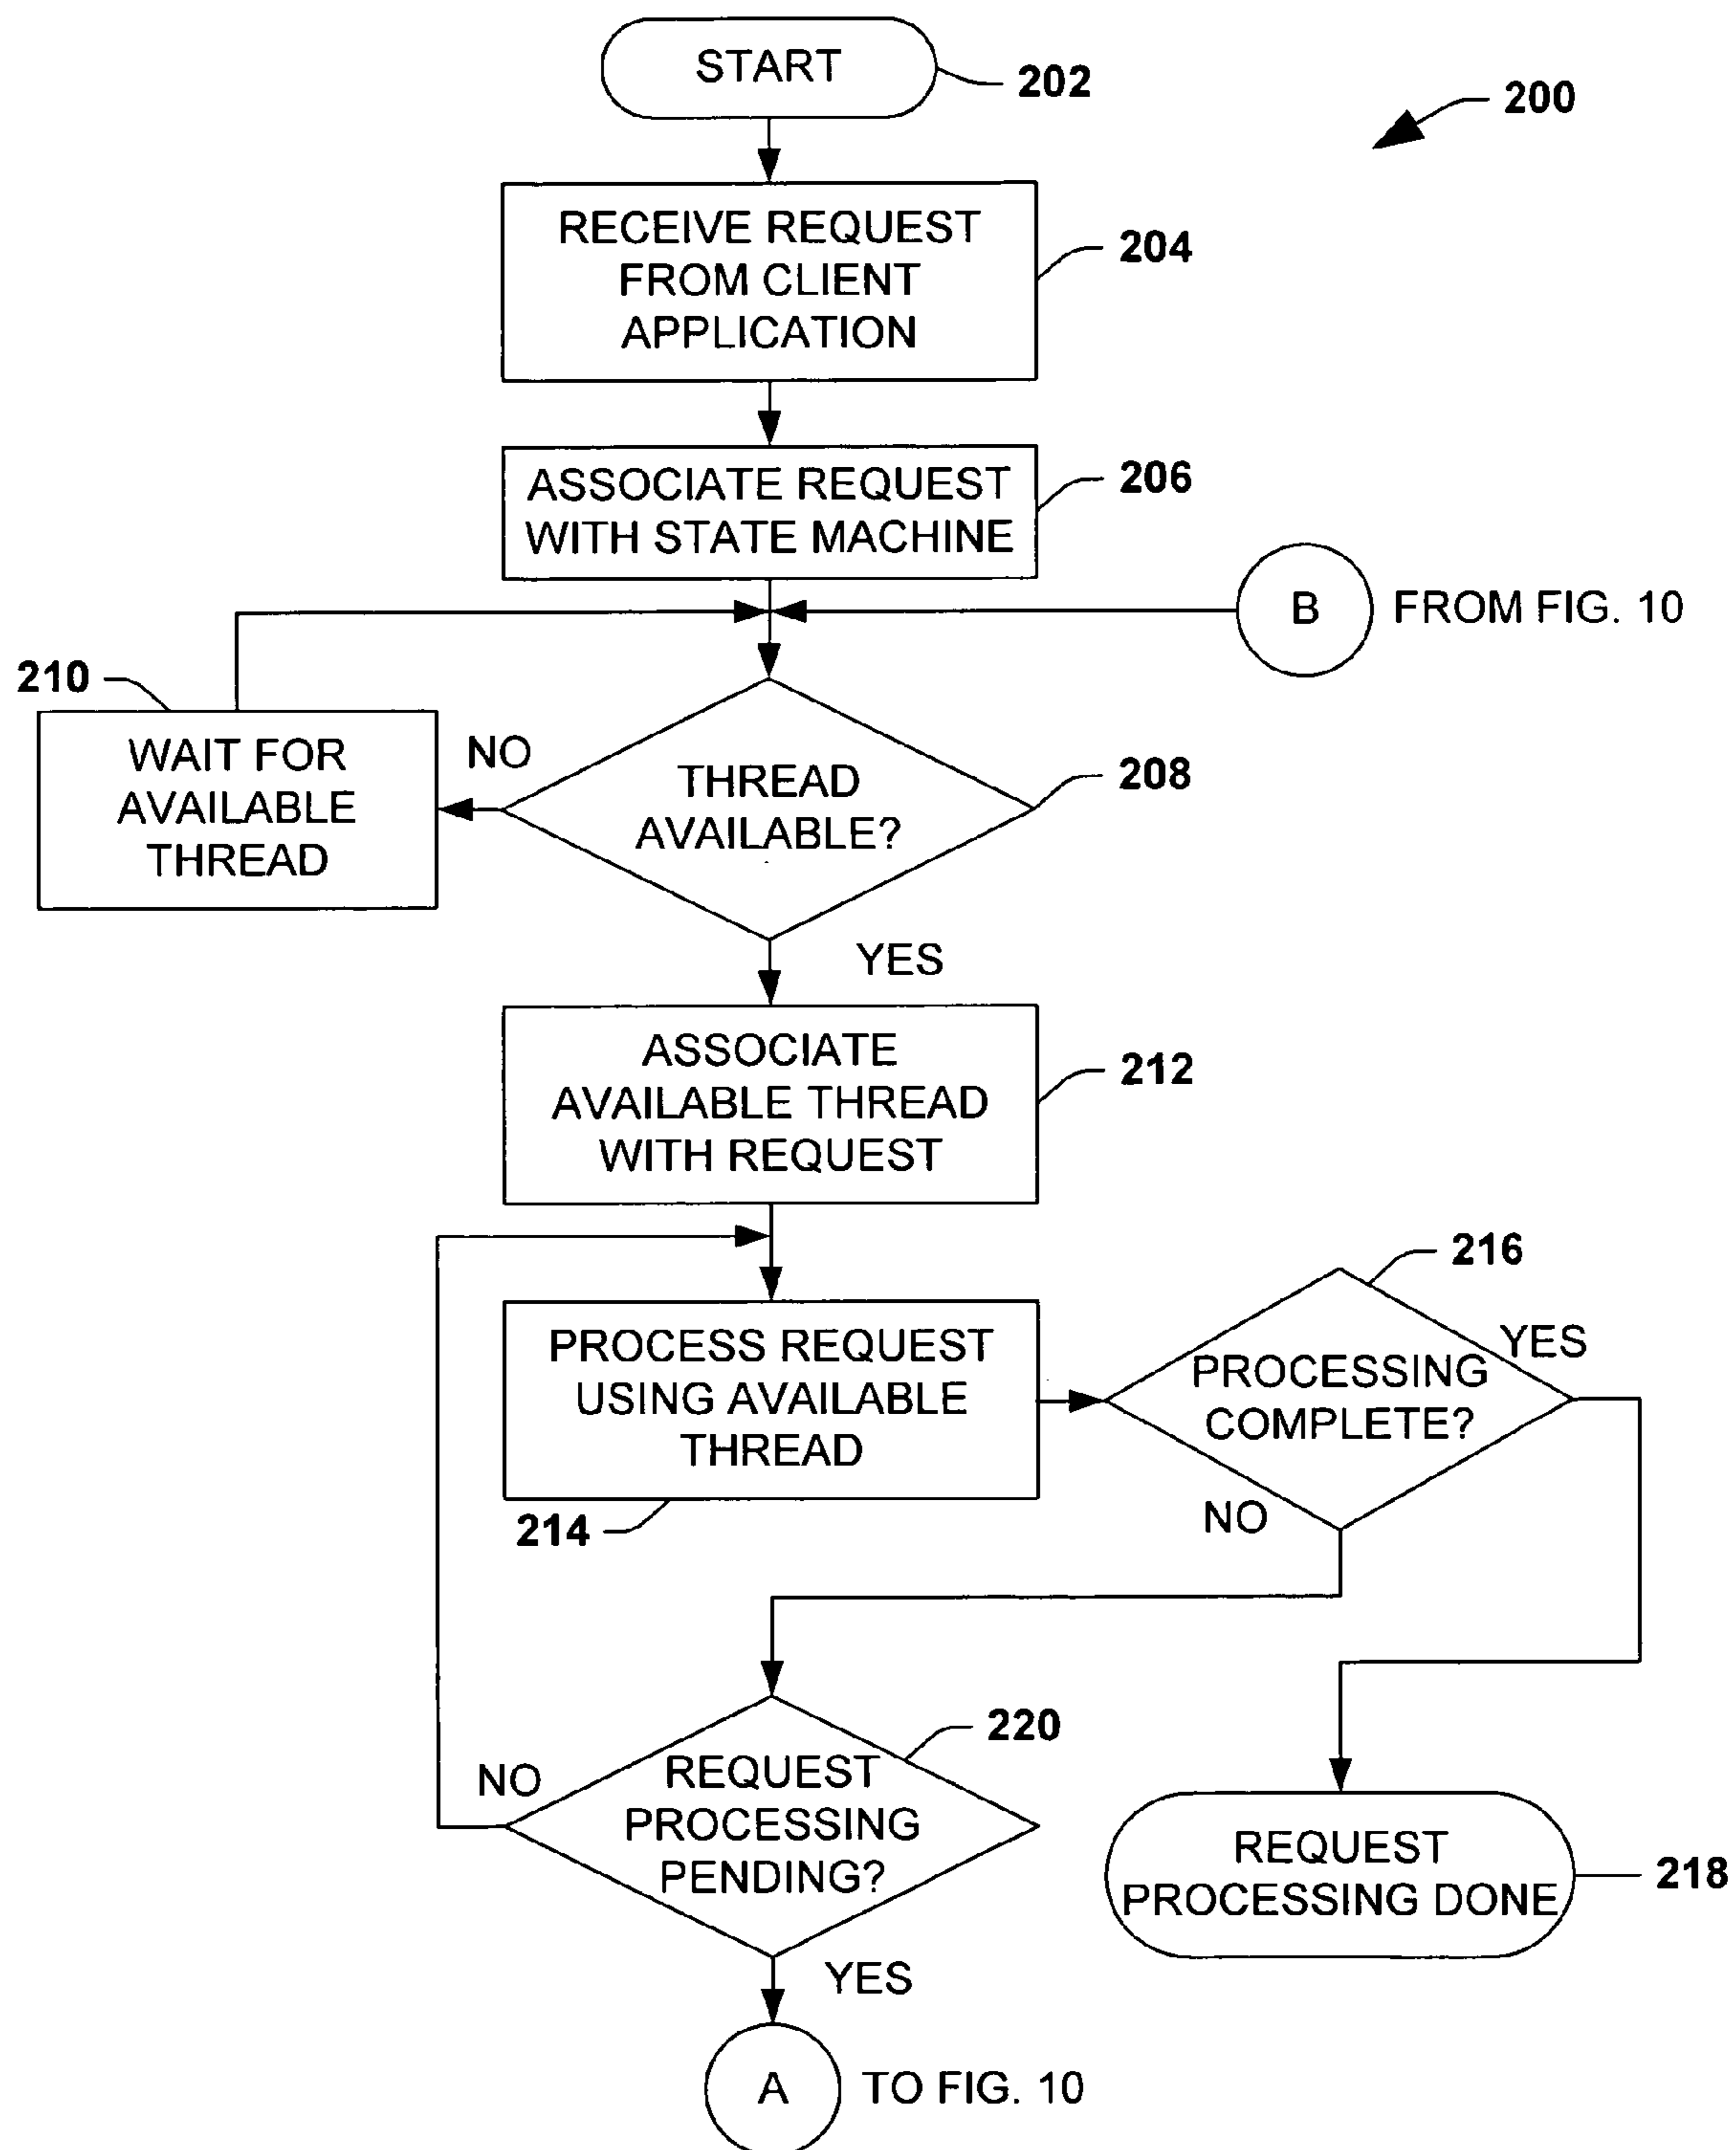 START
202
200
RECEIVE REQUEST
FROM CLIENT
APPLICATION
204
ASSOCIATE REQUEST
WITH STATE MACHINE
206
B
FROM FIG. 10
210
WAIT FOR
AVAILABLE
THREAD
NO
THREAD
AVAILABLE?
208
YES
ASSOCIATE
AVAILABLE THREAD
WITH REQUEST
212
PROCESS REQUEST
USING AVAILABLE
THREAD
214
216
PROCESSING
COMPLETE?
YES
NO
220
REQUEST
PROCESSING
PENDING?
NO
YES
REQUEST
PROCESSING DONE
218
A
TO FIG. 10